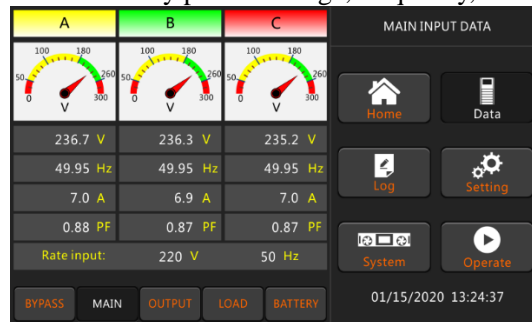 A B C
MAIN INPUT DATA
100 180 100 180 100 180
50 260 50 260 50 260
0 300 0 300 0 300
V V V
Home Data
236.7 V 236.3 V 235.2 V
49.95 Hz 49.95 Hz 49.95 Hz
Log Setting
7.0 A 6.9 A 7.0 A
0.88 PF 0.87 PF 0.87 PF
Rate input: 220 V 50 Hz
System Operate
BYPASS MAIN OUTPUT LOAD BATTERY
01/15/2020 13:24:37